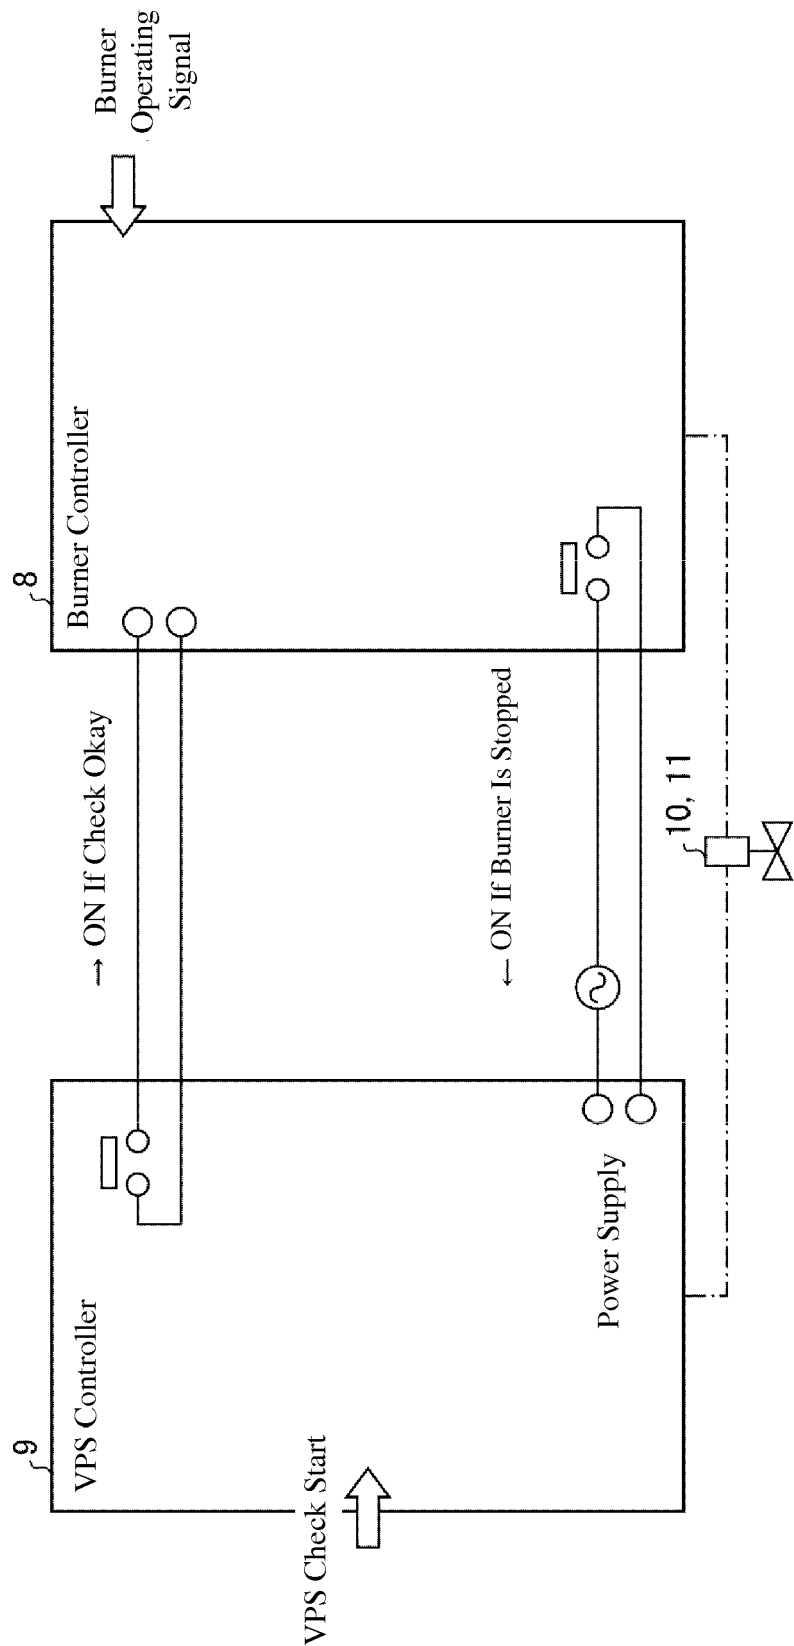 9
VPS Controller
→ ON If Check Okay
8
Burner Controller
Burner
Operating
Signal
VPS Check Start
Power Supply
← ON If Burner Is Stopped
10, 11